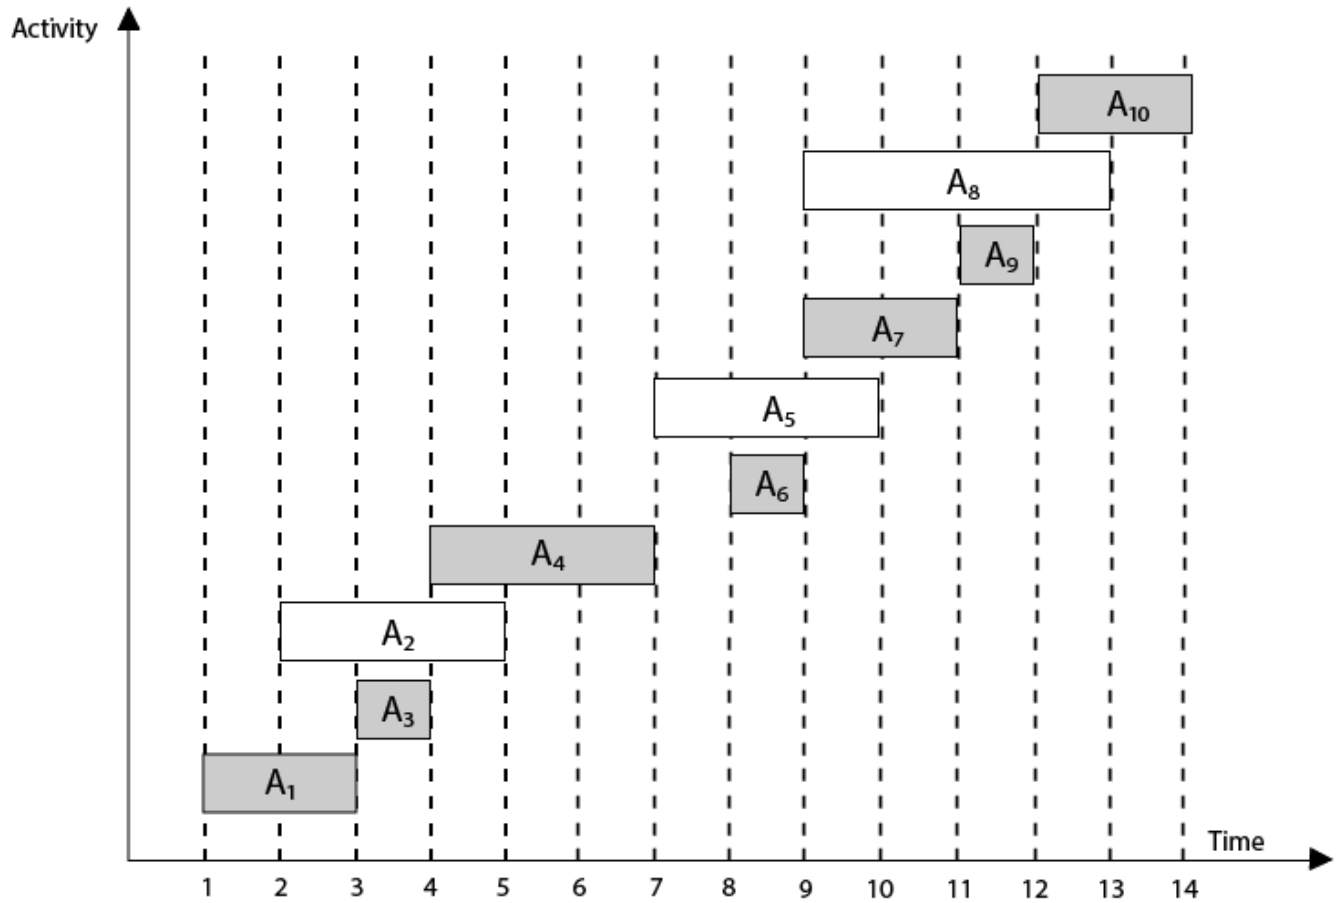 Activity
A₁₀
A₈
A₉
A₇
A₅
A₆
A₄
A₂
A₃
A₁
Time
1 2 3 4 5 6 7 8 9 10 11 12 13 14